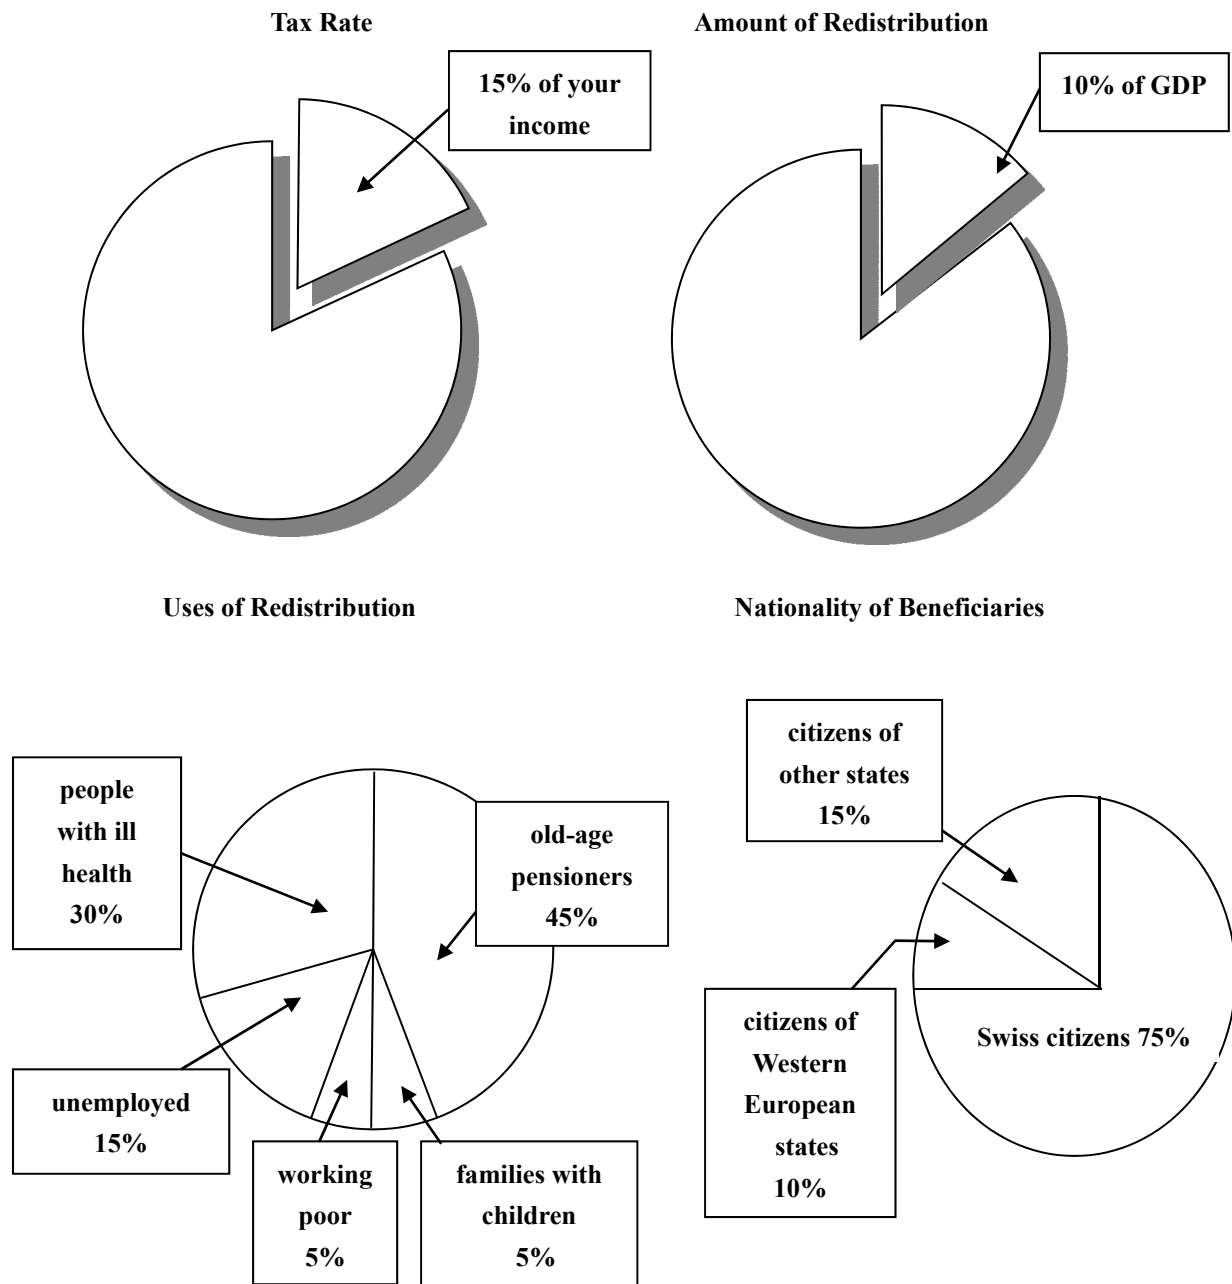 Tax Rate
Amount of Redistribution
15% of your
income
10% of GDP
Uses of Redistribution
Nationality of Beneficiaries
people
with ill
health
30%
old-age
pensioners
45%
unemployed
15%
working
poor
5%
families with
children
5%
citizens of
other states
15%
citizens of
Western
European
states
10%
Swiss citizens 75%